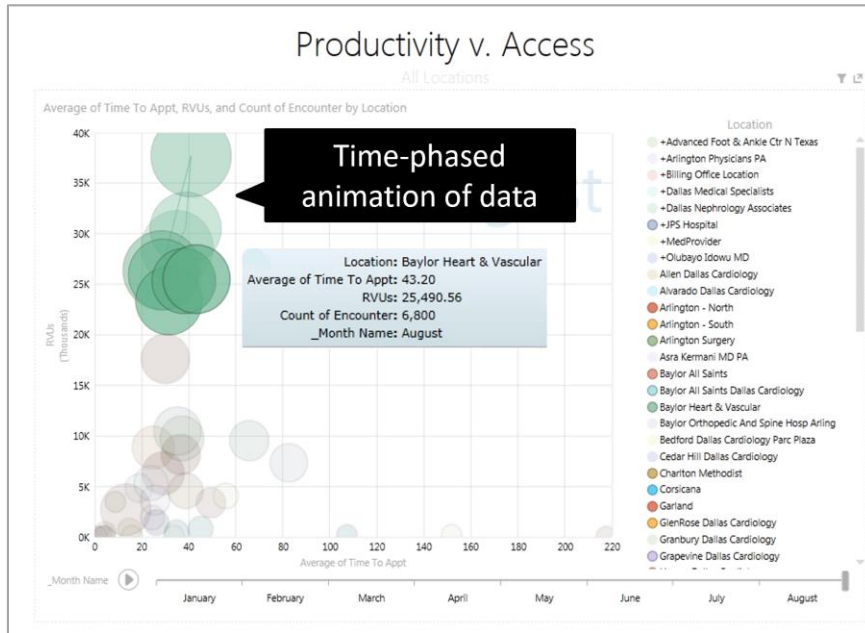 Productivity v. Access
All Locations
Average of Time To Appt, RVUs, and Count of Encounter by Location
Time-phased
animation of data
Location: Baylor Heart & Vascular
Average of Time To Appt: 43.20
RVUs: 25,490.56
Count of Encounter: 6,800
_Month Name: August
RVUs
(Thousands)
40K
35K
30K
25K
20K
15K
10K
5K
0K
0 20 40 60 80 100 120 140 160 180 200 220
Average of Time To Appt
Location
+Advanced Foot & Ankle Ctr N Texas
+Arlington Physicians PA
+Billing Office Location
+Dallas Medical Specialists
+Dallas Nephrology Associates
+JPS Hospital
+MedProvider
+Olubayo Idowu MD
Allen Dallas Cardiology
Alvarado Dallas Cardiology
Arlington - North
Arlington - South
Arlington Surgery
Asra Kermani MD PA
Baylor All Saints
Baylor All Saints Dallas Cardiology
Baylor Heart & Vascular
Baylor Orthopedic And Spine Hosp Arling
Bedford Dallas Cardiology Parc Plaza
Cedar Hill Dallas Cardiology
Charlton Methodist
Corsicana
Garland
GlenRose Dallas Cardiology
Granbury Dallas Cardiology
Grapevine Dallas Cardiology
_Month Name
January February March April May June July August